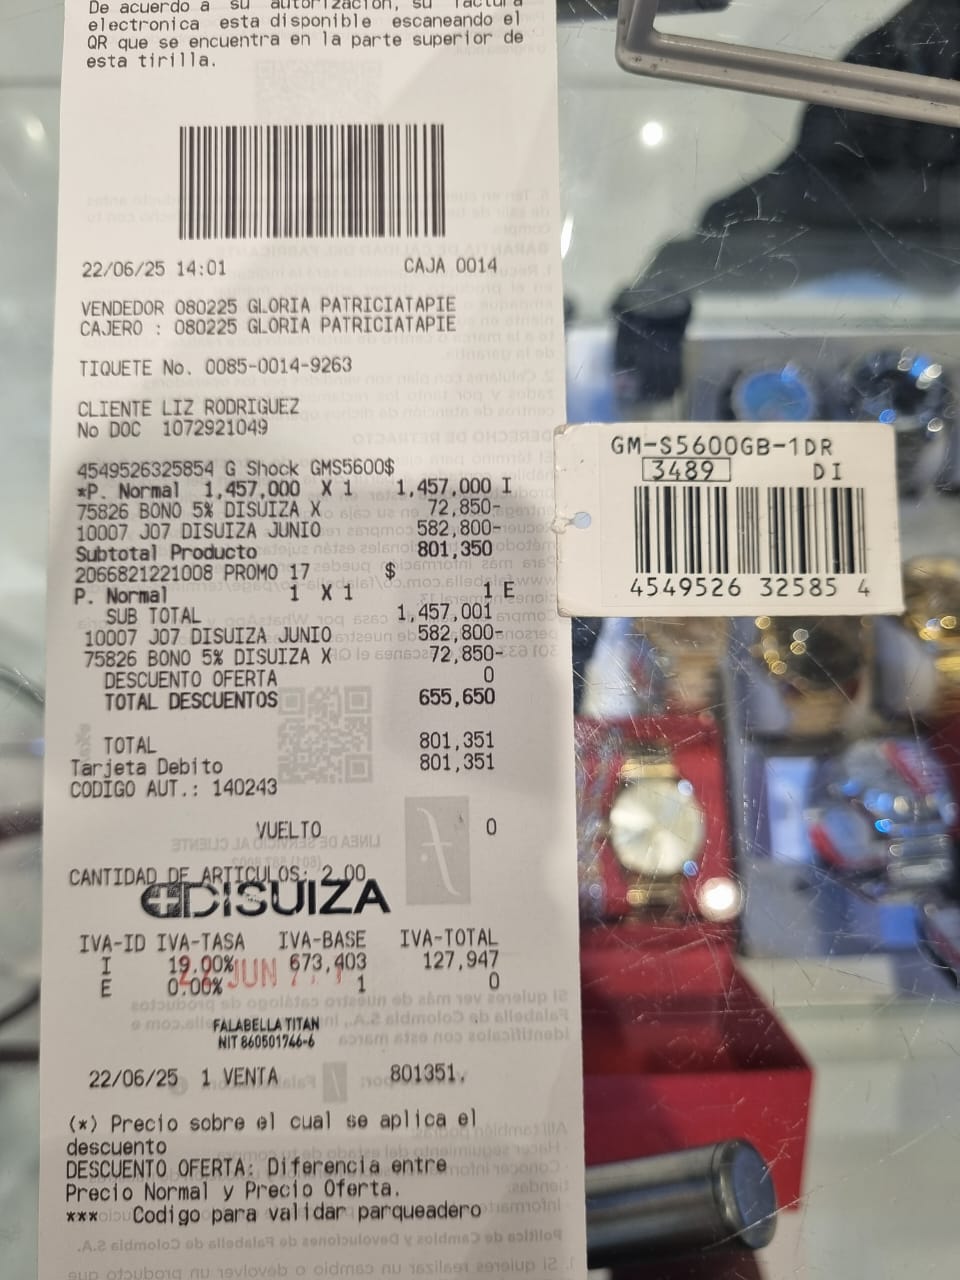 De acuerdo a su autorización, su factura
electronica esta disponible escaneando el
QR que se encuentra en la parte superior de
esta tirilla.
22/06/25 14:01 CAJA 0014
VENDEDOR 080225 GLORIA PATRICIATAPIE
CAJERO : 080225 GLORIA PATRICIATAPIE
TIQUETE No. 0085-0014-9263
CLIENTE LIZ RODRIGUEZ
No DOC 1072921049
4549526325854 G Shock GMS5600$
*P. Normal 1,457,000 X 1 1,457,000 I
75826 BONO 5% DISUIZA X 72,850-
10007 J07 DISUIZA JUNIO 582,800-
Subtotal Producto 801,350
2066821221008 PROMO 17 $
P. Normal 1 X 1 1 E
SUB TOTAL 1,457,001
10007 J07 DISUIZA JUNIO 582,800-
75826 BONO 5% DISUIZA X 72,850-
DESCUENTO OFERTA 0
TOTAL DESCUENTOS 655,650
TOTAL 801,351
Tarjeta Debito 801,351
CODIGO AUT.: 140243
VUELTO 0
CANTIDAD DE ARTICULOS: 2.00
DISUIZA
IVA-ID IVA-TASA IVA-BASE IVA-TOTAL
I 19.00% 673,403 127,947
E 0.00% 1 0
JUN
FALABELLA TITAN
NIT 860501746-6
22/06/25 1 VENTA 801351.
(*) Precio sobre el cual se aplica el
descuento
DESCUENTO OFERTA: Diferencia entre
Precio Normal y Precio Oferta.
*** Codigo para validar parqueadero
GM-S5600GB-1DR
3489 DI
4549526 32585 4